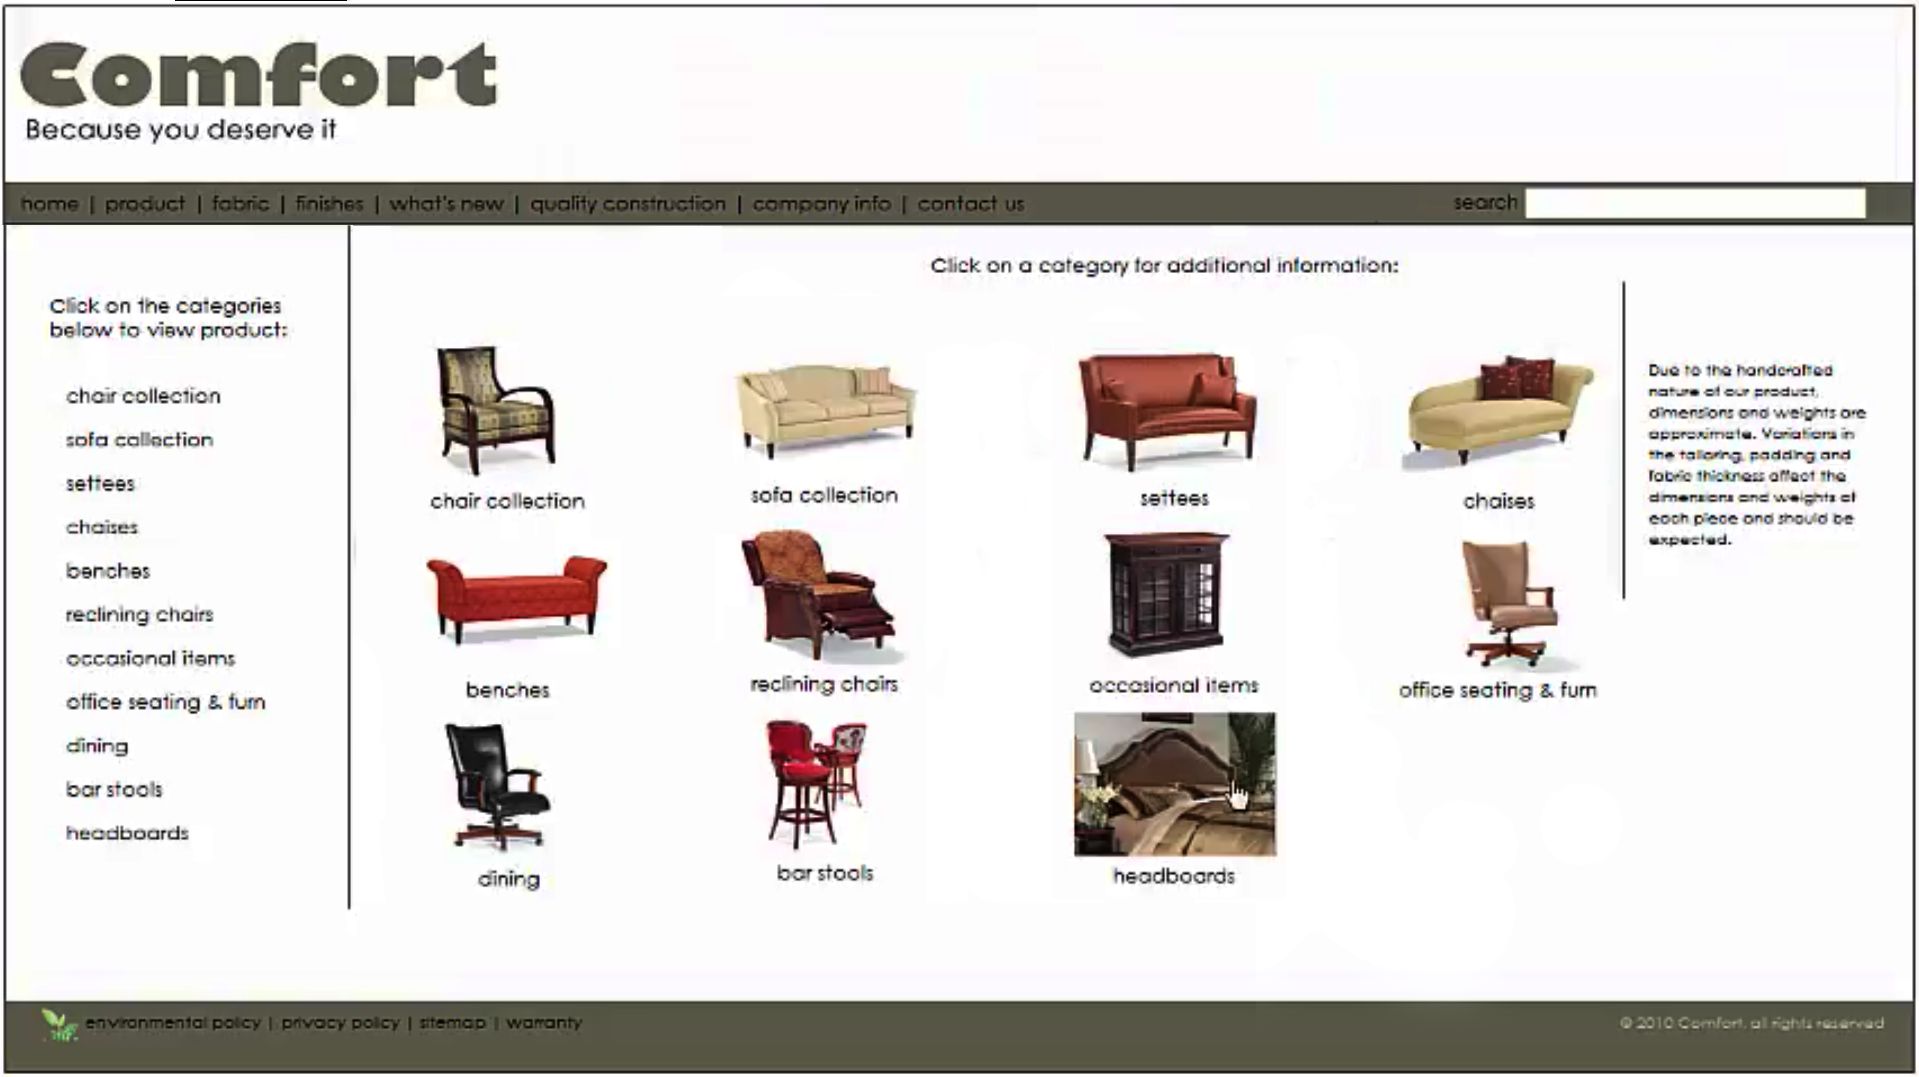 Comfort
Because you deserve it
home | product | fabric | finishes | what's new | quality construction | company info | contact us
search
Click on the categories
below to view product:
chair collection
sofa collection
settees
chaises
benches
reclining chairs
occasional items
office seating & furn
dining
bar stools
headboards
Click on a category for additional information:
chair collection
sofa collection
settees
chaises
benches
reclining chairs
occasional items
office seating & furn
dining
bar stools
headboards
Due to the handcrafted
nature of our product,
dimensions and weights are
approximate. Variations in
the tailoring, padding and
fabric thickness affect the
dimensions and weights of
each piece and should be
expected.
environmental policy | privacy policy | sitemap | warranty
© 2010 Comfort, all rights reserved